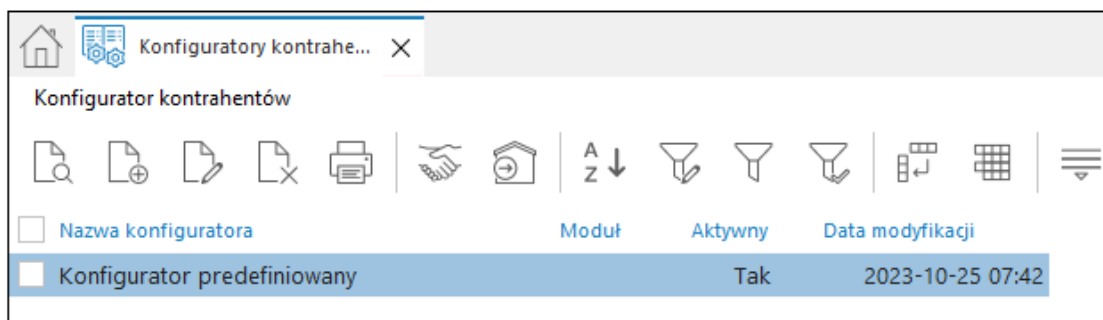 Konfiguratory kontrahe...
Konfigurator kontrahentów
A
Z
Nazwa konfiguratora Moduł Aktywny Data modyfikacji
Konfigurator predefiniowany Tak 2023-10-25 07:42